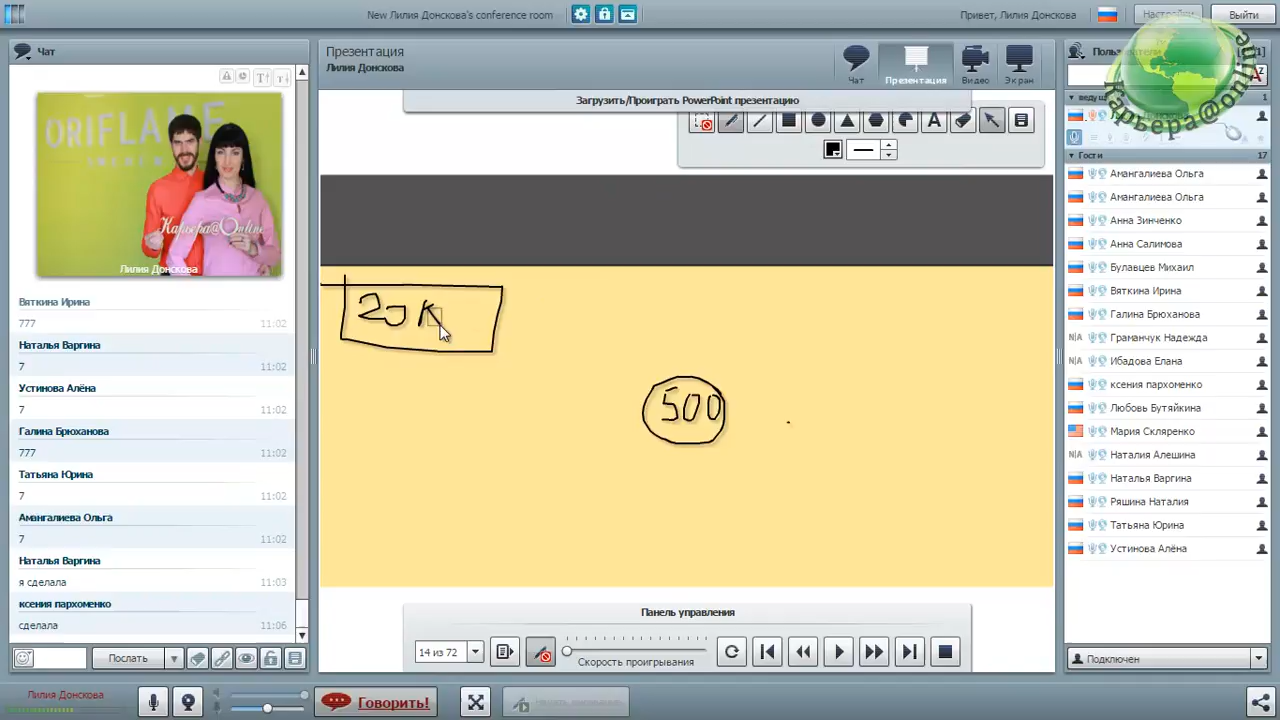 New Лилия Донскова's conference room
Привет, Лилия Донскова
Настройки
Выйти
Чат
ORIFLAME
Карьера@Online
Лилия Донскова
Вяткина Ирина
777 11:02
Наталья Варгина
7 11:02
Устинова Алёна
7 11:02
Галина Брюханова
777 11:02
Татьяна Юрина
7 11:02
Амангалиева Ольга
7 11:02
Наталья Варгина
я сделала 11:03
ксения пархоменко
сделала 11:06
Послать
Презентация
Лилия Донскова
Чат
Презентация
Видео
Экран
Загрузить/Проиграть PowerPoint презентацию
A
20 K
500
Панель управления
14 из 72
Скорость проигрывания
Карьера@online
Гости 17
Амангалиева Ольга
Амангалиева Ольга
Анна Зинченко
Анна Салимова
Булавцев Михаил
Вяткина Ирина
Галина Брюханова
N/A Граманчук Надежда
N/A Ибадова Елана
ксения пархоменко
Любовь Бутяйкина
Мария Скляренко
N/A Наталия Алешина
Наталья Варгина
Ряшина Наталия
Татьяна Юрина
Устинова Алёна
Подключен
Лилия Донскова
Говорить!